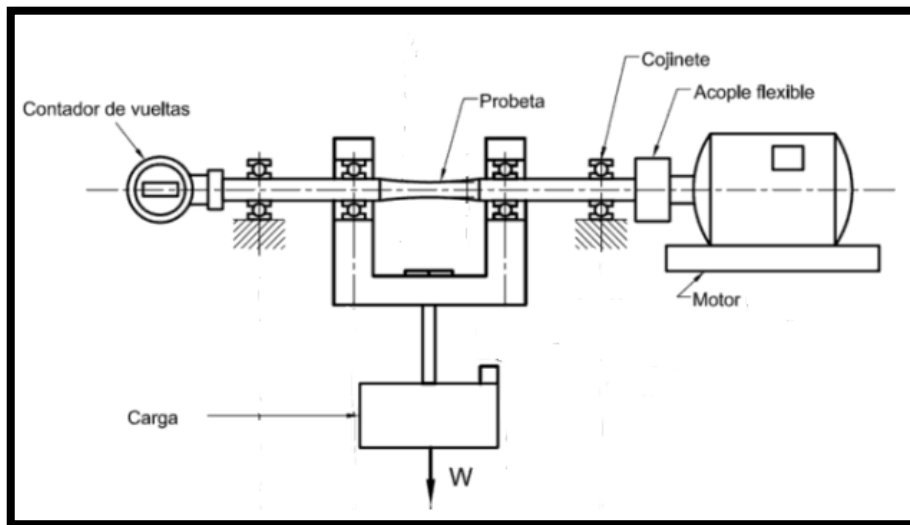 Cojinete
Acople flexible
Probeta
Contador de vueltas
Motor
Carga
W